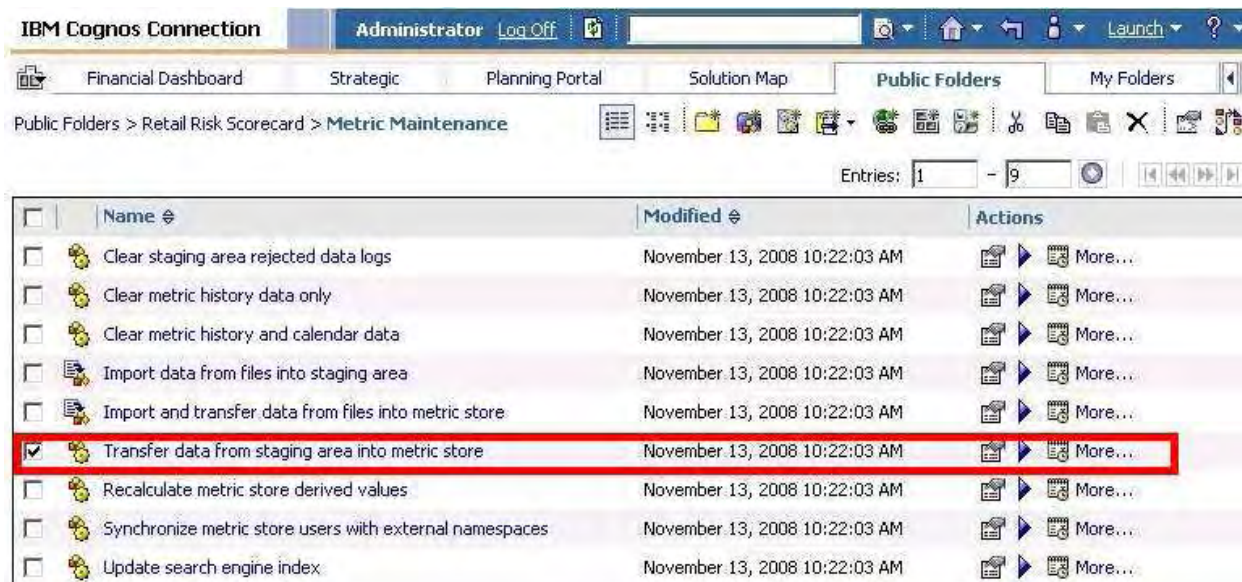 IBM Cognos Connection Administrator Log Off Launch ?
Financial Dashboard Strategic Planning Portal Solution Map Public Folders My Folders
Public Folders > Retail Risk Scorecard > Metric Maintenance
Entries: 1 - 9
Name Modified Actions
Clear staging area rejected data logs November 13, 2008 10:22:03 AM More...
Clear metric history data only November 13, 2008 10:22:03 AM More...
Clear metric history and calendar data November 13, 2008 10:22:03 AM More...
Import data from files into staging area November 13, 2008 10:22:03 AM More...
Import and transfer data from files into metric store November 13, 2008 10:22:03 AM More...
Transfer data from staging area into metric store November 13, 2008 10:22:03 AM More...
Recalculate metric store derived values November 13, 2008 10:22:03 AM More...
Synchronize metric store users with external namespaces November 13, 2008 10:22:03 AM More...
Update search engine index November 13, 2008 10:22:03 AM More...